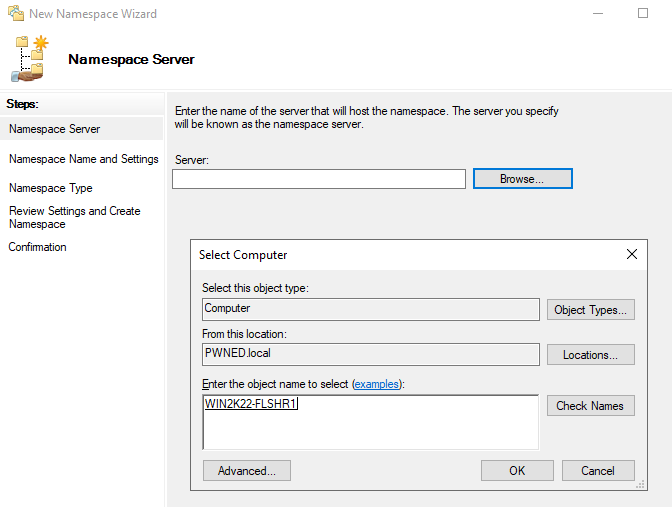 New Namespace Wizard
Namespace Server
Steps:
Namespace Server
Namespace Name and Settings
Namespace Type
Review Settings and Create
Namespace
Confirmation
Enter the name of the server that will host the namespace. The server you specify
will be known as the namespace server.
Server:
Browse...
Select Computer
Select this object type:
Computer
Object Types...
From this location:
PWNED.local
Locations...
Enter the object name to select (examples):
WIN2K22-FLSHR1
Check Names
Advanced...
OK
Cancel